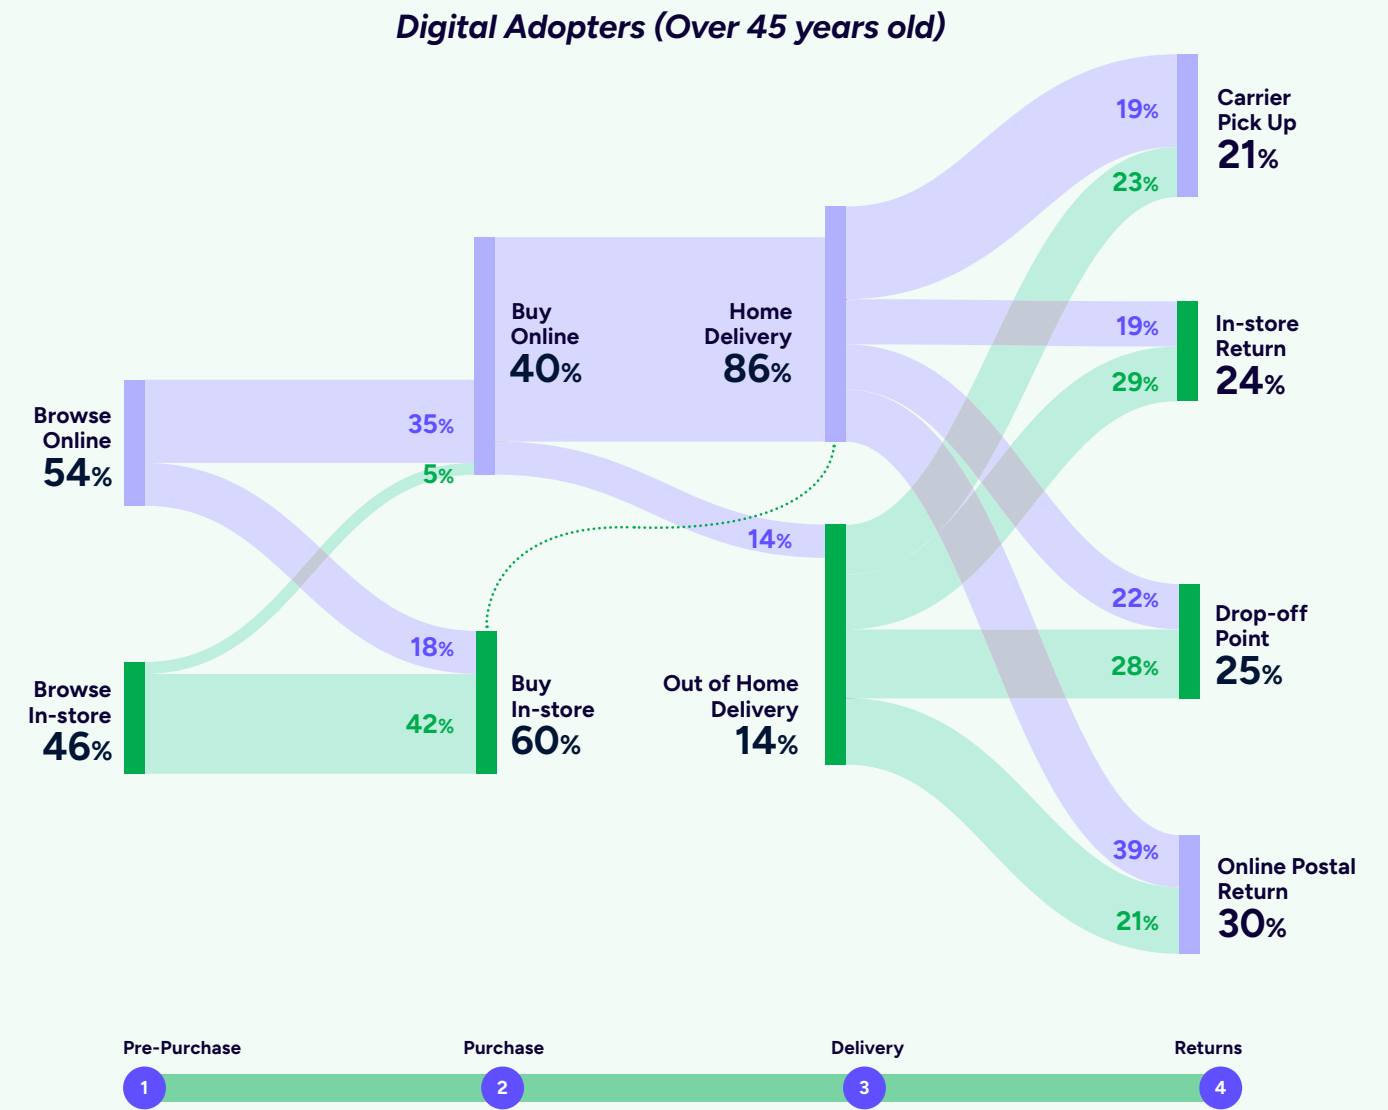 Digital Adopters (Over 45 years old)
Browse
Online
54%
Browse
In-store
46%
35%
5%
18%
42%
Buy
Online
40%
Buy
In-store
60%
Home
Delivery
86%
14%
Out of Home
Delivery
14%
19%
23%
19%
29%
22%
28%
39%
21%
Carrier
Pick Up
21%
In-store
Return
24%
Drop-off
Point
25%
Online Postal
Return
30%
Pre-Purchase
Purchase
Delivery
Returns
1
2
3
4